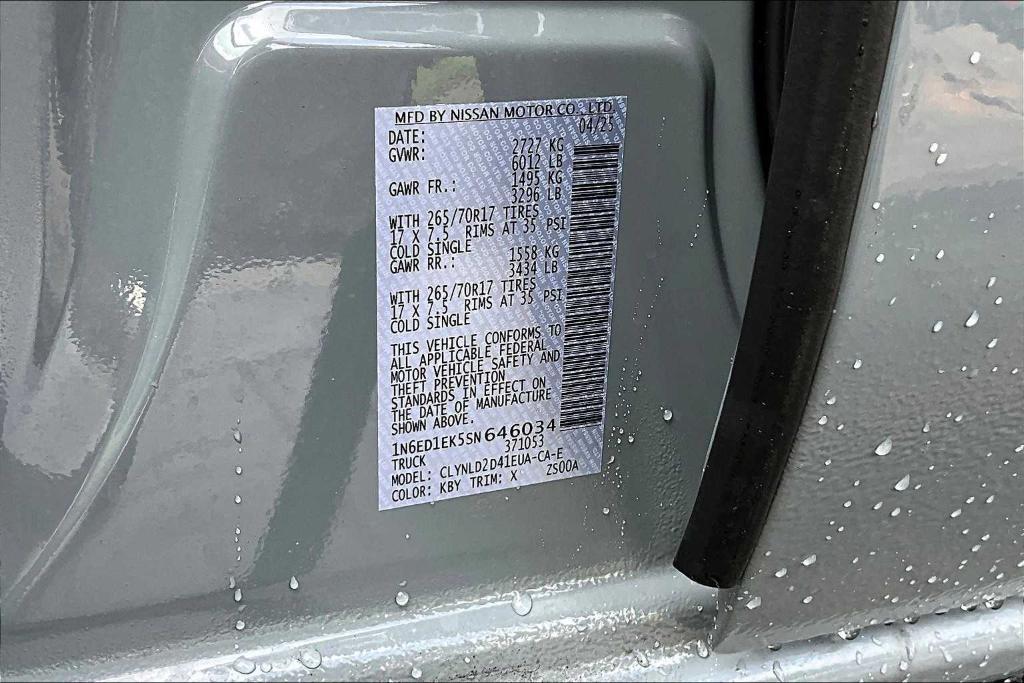 MFD BY NISSAN MOTOR CO., LTD.
DATE: 04/25
GVWR: 2727 KG
6012 LB
GAWR FR.: 1495 KG
3296 LB
WITH 265/70R17 TIRES
17 X 7.5 RIMS AT 35 PSI
COLD SINGLE
GAWR RR.: 1558 KG
3434 LB
WITH 265/70R17 TIRES
17 X 7.5 RIMS AT 35 PSI
COLD SINGLE
THIS VEHICLE CONFORMS TO
ALL APPLICABLE FEDERAL
MOTOR VEHICLE SAFETY AND
THEFT PREVENTION
STANDARDS IN EFFECT ON
THE DATE OF MANUFACTURE
SHOWN ABOVE.
1N6ED1EK5SN646034
TRUCK 371053
MODEL: CLYNLD2D41EUA-CA-E
COLOR: KBY TRIM: X ZS00A